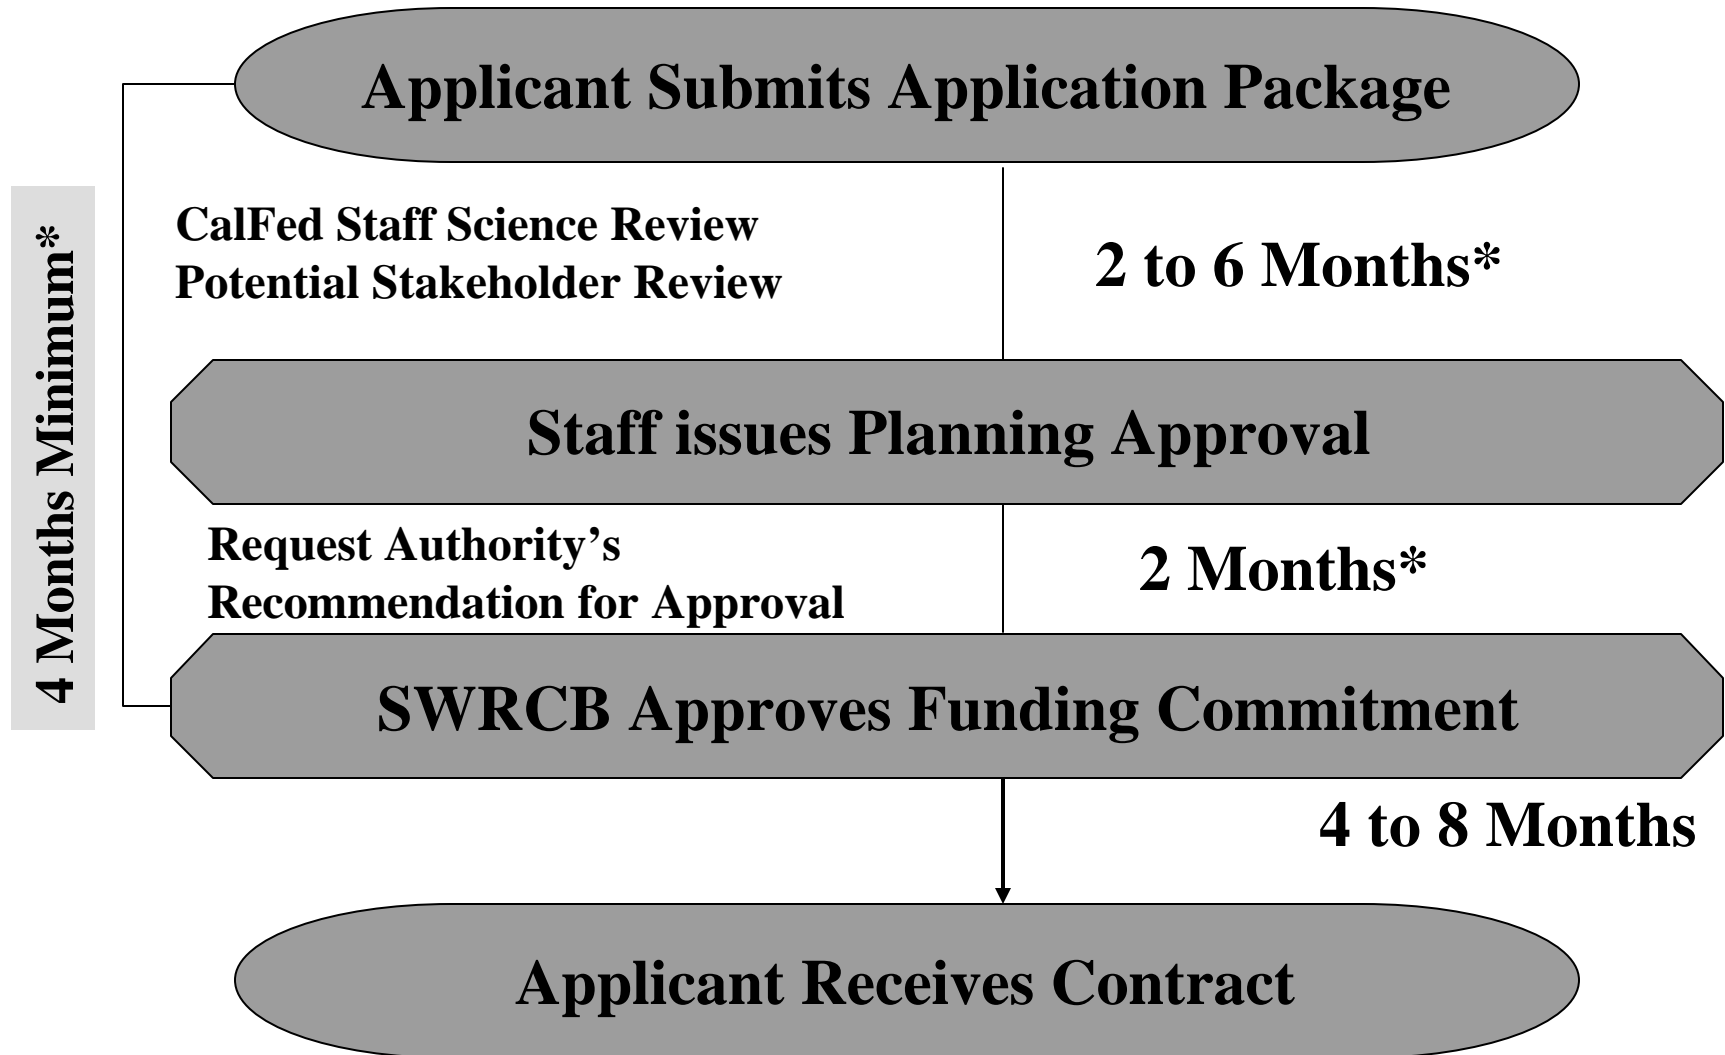 Applicant Submits Application Package
4 Months Minimum*
CalFed Staff Science Review
Potential Stakeholder Review
2 to 6 Months*
Staff issues Planning Approval
Request Authority’s
Recommendation for Approval
2 Months*
SWRCB Approves Funding Commitment
4 to 8 Months
Applicant Receives Contract